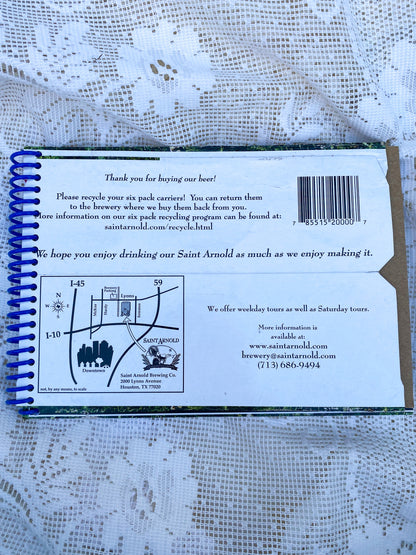 Thank you for buying our beer!
Please recycle your six pack carriers! You can return them
to the brewery where we buy them back from you.
More information on our six pack recycling program can be found at:
saintarnold.com/recycle.html
7 85515 20000 7
We hope you enjoy drinking our Saint Arnold as much as we enjoy making it.
I-45
59
Lyons
N
I-10
SAINT ARNOLD
Downtown
Saint Arnold Brewing Co.
2000 Lyons Avenue
Houston, TX 77020
not, by any means, to scale
We offer weekday tours as well as Saturday tours.
More information is
available at:
www.saintarnold.com
brewery@saintarnold.com
(713) 686-9494